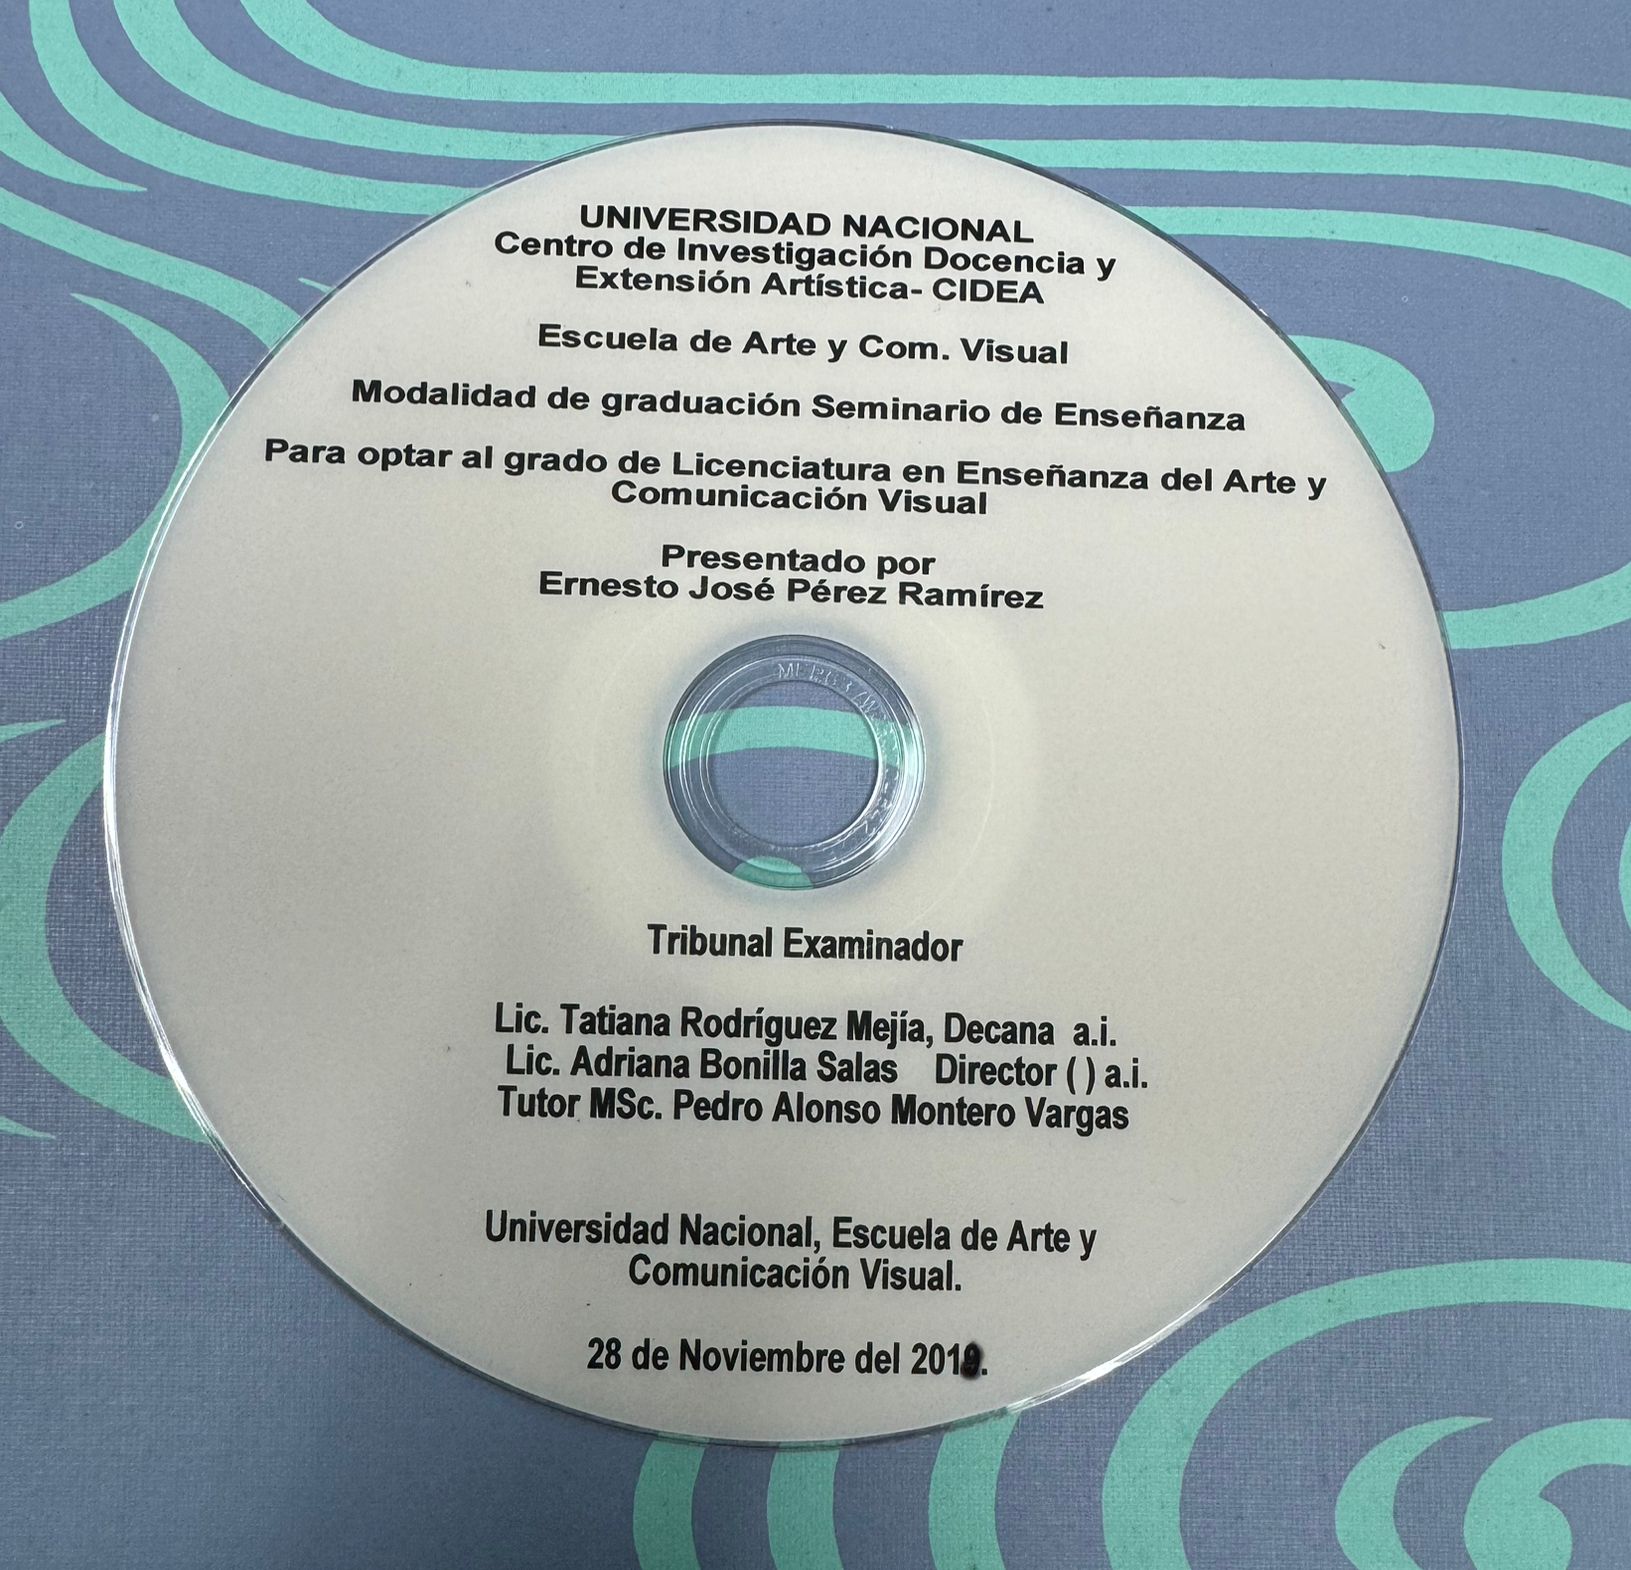 UNIVERSIDAD NACIONAL
Centro de Investigación Docencia y
Extensión Artística- CIDEA
Escuela de Arte y Com. Visual
Modalidad de graduación Seminario de Enseñanza
Para optar al grado de Licenciatura en Enseñanza del Arte y
Comunicación Visual
Presentado por
Ernesto José Pérez Ramírez
Tribunal Examinador
Lic. Tatiana Rodríguez Mejía, Decana a.i.
Lic. Adriana Bonilla Salas Director ( ) a.i.
Tutor MSc. Pedro Alonso Montero Vargas
Universidad Nacional, Escuela de Arte y
Comunicación Visual.
28 de Noviembre del